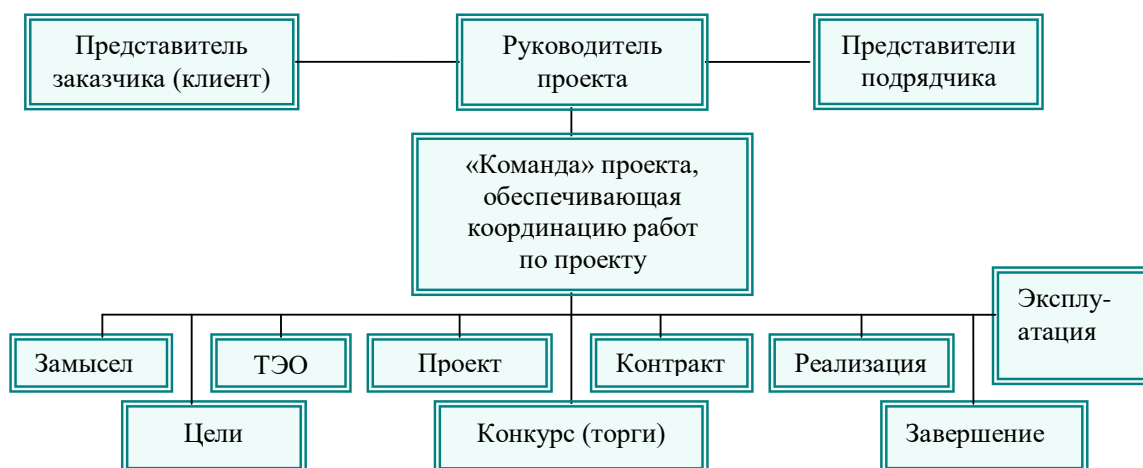 Представитель
заказчика (клиент)
Руководитель
проекта
Представители
подрядчика
«Команда» проекта,
обеспечивающая
координацию работ
по проекту
Эксплу-
атация
Замысел
ТЭО
Проект
Контракт
Реализация
Цели
Конкурс (торги)
Завершение